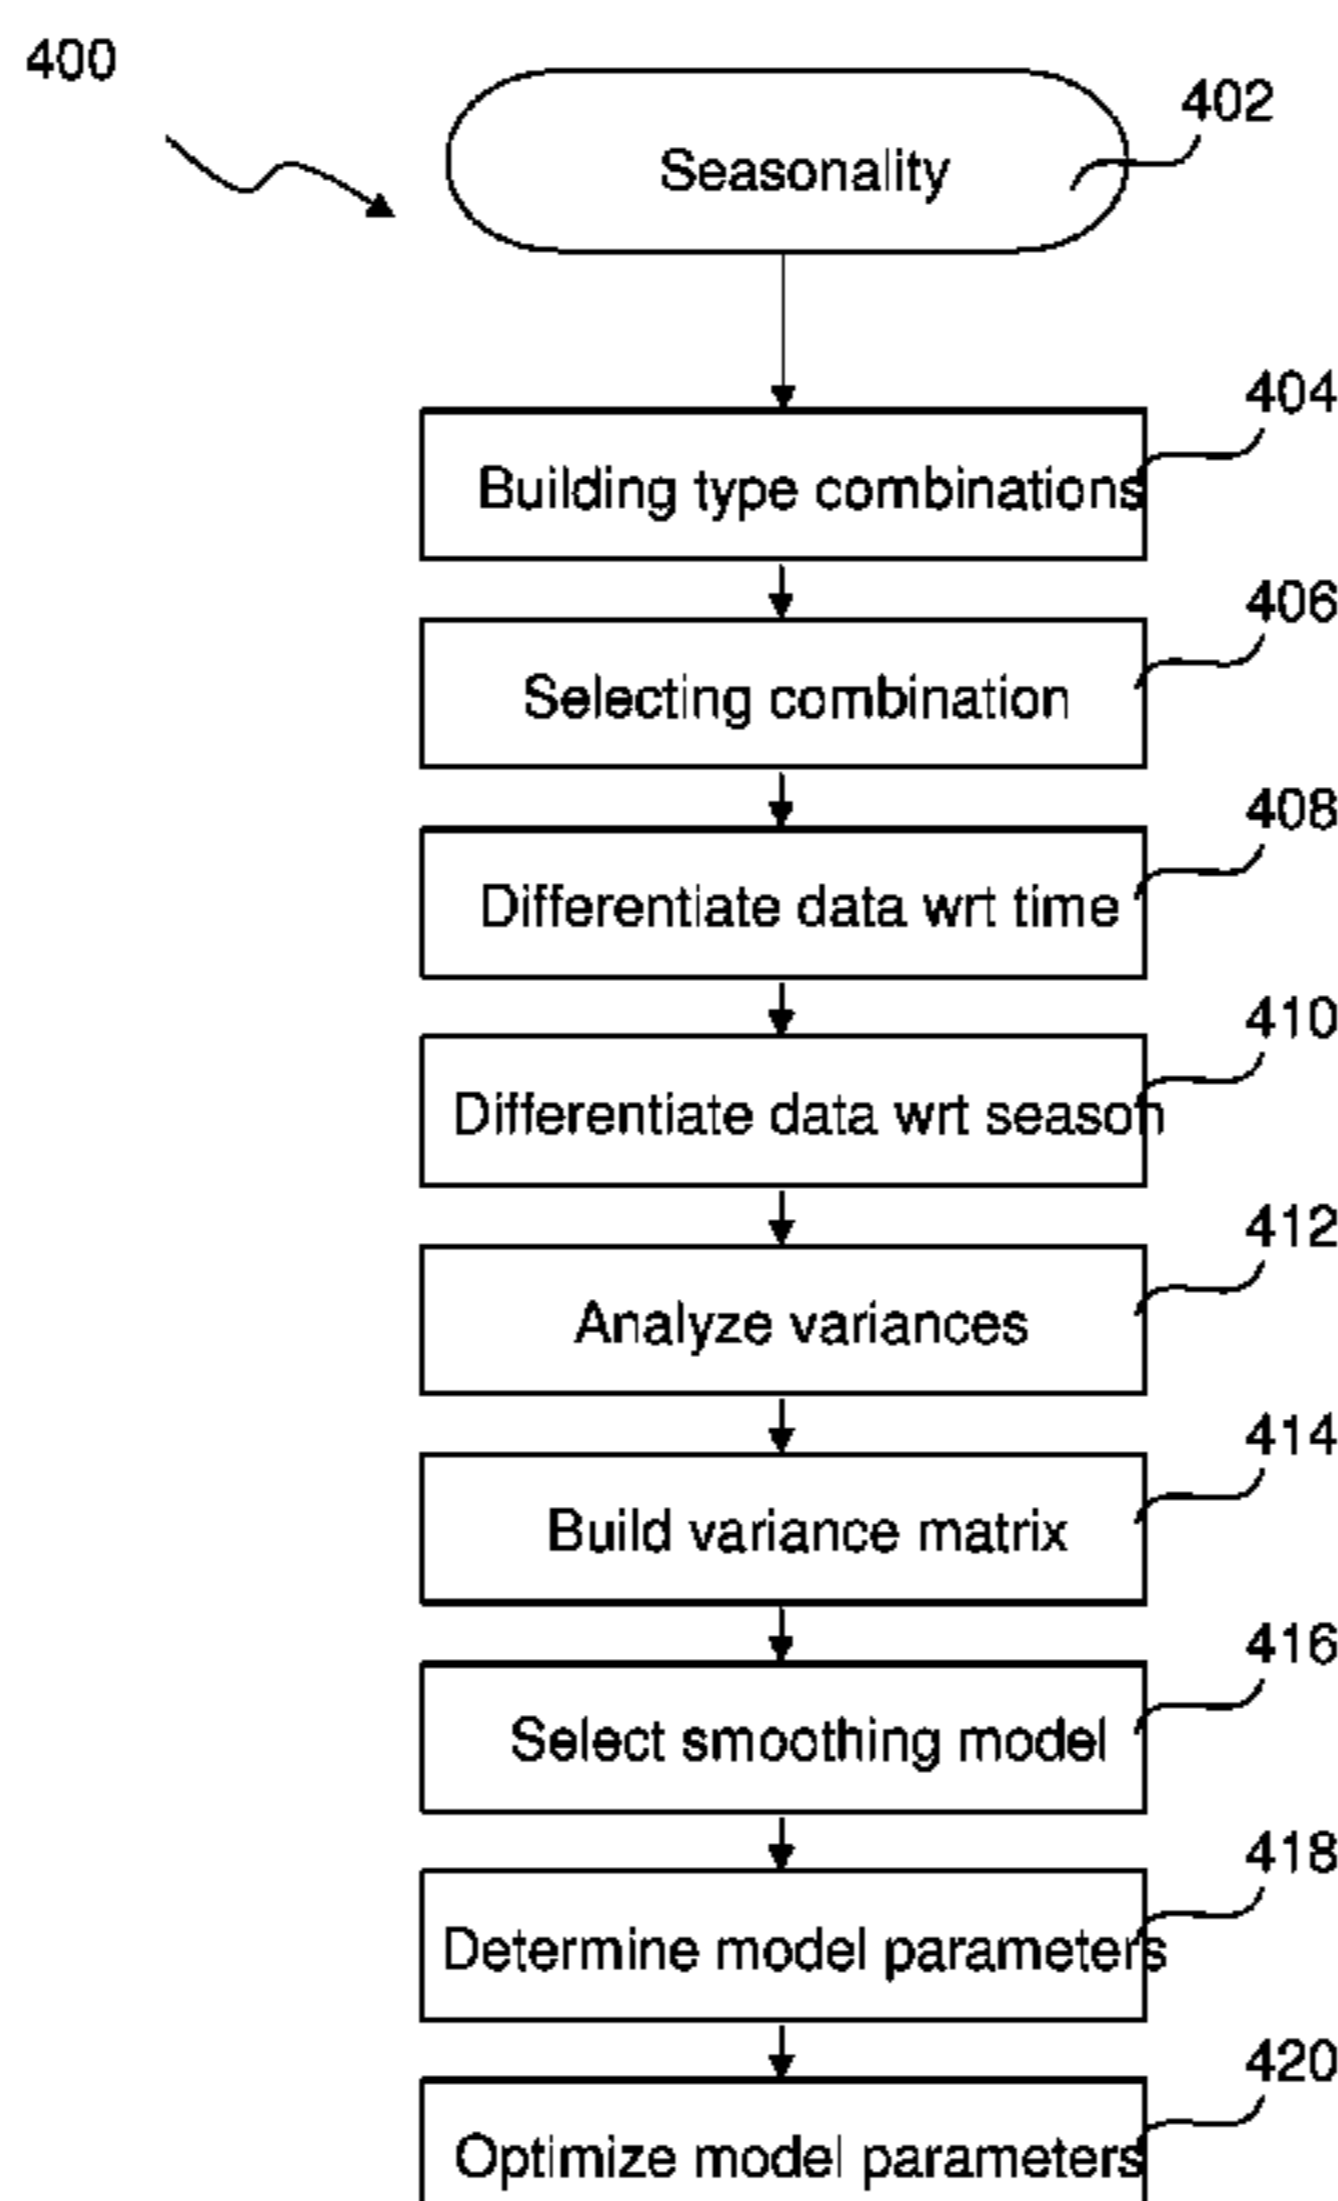 400
402
Seasonality
404
Building type combinations
406
Selecting combination
408
Differentiate data wrt time
410
Differentiate data wrt season
412
Analyze variances
414
Build variance matrix
416
Select smoothing model
418
Determine model parameters
420
Optimize model parameters